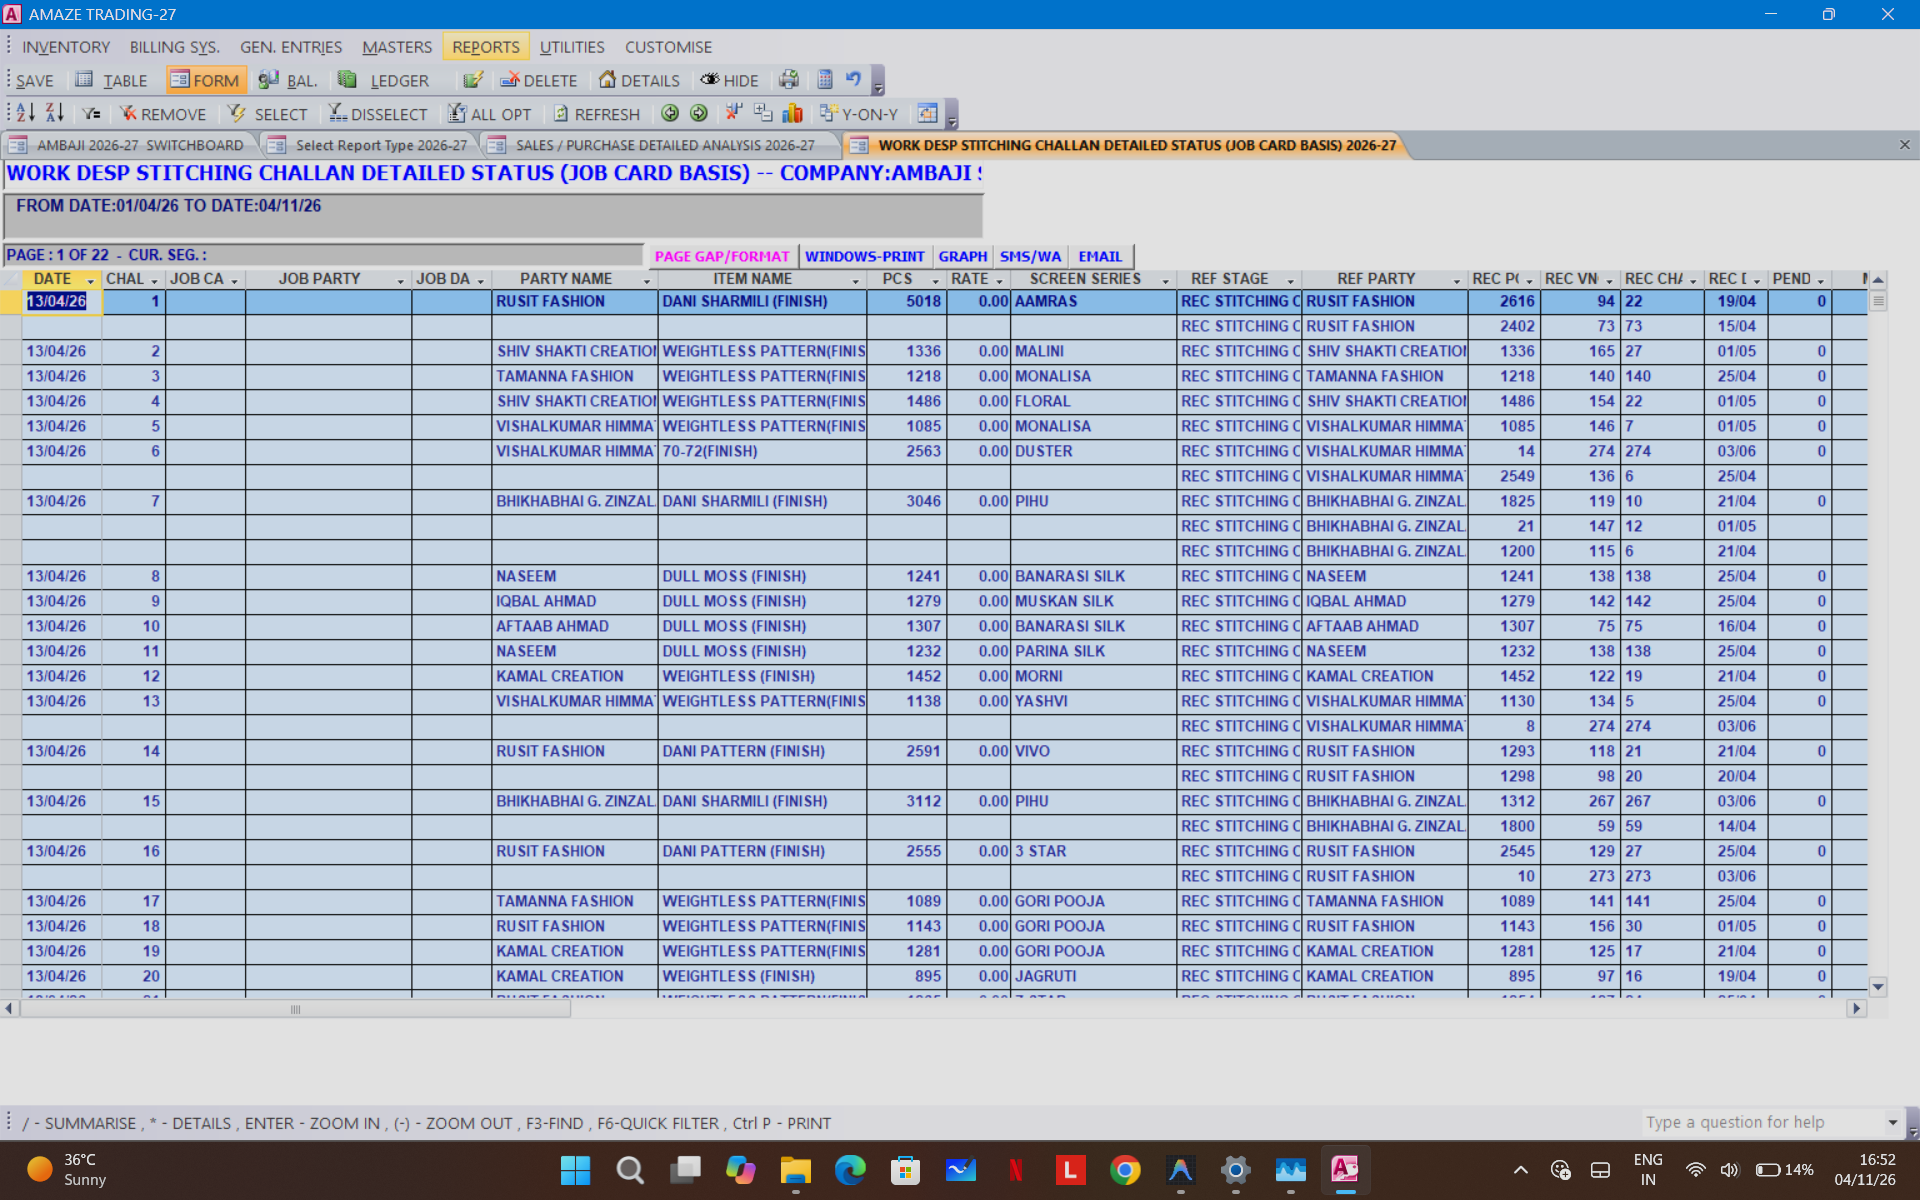 AMAZE TRADING-27
INVENTORY BILLING SYS. GEN. ENTRIES MASTERS REPORTS UTILITIES CUSTOMISE
SAVE TABLE FORM BAL. LEDGER DELETE DETAILS HIDE
REMOVE SELECT DISSELECT ALL OPT REFRESH Y-ON-Y
AMBAJI 2026-27 SWITCHBOARD Select Report Type 2026-27 SALES / PURCHASE DETAILED ANALYSIS 2026-27 WORK DESP STITCHING CHALLAN DETAILED STATUS (JOB CARD BASIS) 2026-27
WORK DESP STITCHING CHALLAN DETAILED STATUS (JOB CARD BASIS) -- COMPANY:AMBAJI
FROM DATE:01/04/26 TO DATE:04/11/26
PAGE : 1 OF 22 - CUR. SEG. : PAGE GAP/FORMAT WINDOWS-PRINT GRAPH SMS/WA EMAIL
DATE CHAL JOB CA JOB PARTY JOB DA PARTY NAME ITEM NAME PCS RATE SCREEN SERIES REF STAGE REF PARTY REC PC REC VN REC CHA REC D PEND
13/04/26 1 RUSIT FASHION DANI SHARMILI (FINISH) 5018 0.00 AAMRAS REC STITCHING C RUSIT FASHION 2616 94 22 19/04 0
REC STITCHING C RUSIT FASHION 2402 73 73 15/04
13/04/26 2 SHIV SHAKTI CREATION WEIGHTLESS PATTERN(FINIS 1336 0.00 MALINI REC STITCHING C SHIV SHAKTI CREATION 1336 165 27 01/05 0
13/04/26 3 TAMANNA FASHION WEIGHTLESS PATTERN(FINIS 1218 0.00 MONALISA REC STITCHING C TAMANNA FASHION 1218 140 140 25/04 0
13/04/26 4 SHIV SHAKTI CREATION WEIGHTLESS PATTERN(FINIS 1486 0.00 FLORAL REC STITCHING C SHIV SHAKTI CREATION 1486 154 22 01/05 0
13/04/26 5 VISHALKUMAR HIMMAT WEIGHTLESS PATTERN(FINIS 1085 0.00 MONALISA REC STITCHING C VISHALKUMAR HIMMAT 1085 146 7 01/05 0
13/04/26 6 VISHALKUMAR HIMMAT 70-72(FINISH) 2563 0.00 DUSTER REC STITCHING C VISHALKUMAR HIMMAT 14 274 274 03/06 0
REC STITCHING C VISHALKUMAR HIMMAT 2549 136 6 25/04
13/04/26 7 BHIKHABHAI G. ZINZAL DANI SHARMILI (FINISH) 3046 0.00 PIHU REC STITCHING C BHIKHABHAI G. ZINZAL 1825 119 10 21/04 0
REC STITCHING C BHIKHABHAI G. ZINZAL 21 147 12 01/05
REC STITCHING C BHIKHABHAI G. ZINZAL 1200 115 6 21/04
13/04/26 8 NASEEM DULL MOSS (FINISH) 1241 0.00 BANARASI SILK REC STITCHING C NASEEM 1241 138 138 25/04 0
13/04/26 9 IQBAL AHMAD DULL MOSS (FINISH) 1279 0.00 MUSKAN SILK REC STITCHING C IQBAL AHMAD 1279 142 142 25/04 0
13/04/26 10 AFTAAB AHMAD DULL MOSS (FINISH) 1307 0.00 BANARASI SILK REC STITCHING C AFTAAB AHMAD 1307 75 75 16/04 0
13/04/26 11 NASEEM DULL MOSS (FINISH) 1232 0.00 PARINA SILK REC STITCHING C NASEEM 1232 138 138 25/04 0
13/04/26 12 KAMAL CREATION WEIGHTLESS (FINISH) 1452 0.00 MORNI REC STITCHING C KAMAL CREATION 1452 122 19 21/04 0
13/04/26 13 VISHALKUMAR HIMMAT WEIGHTLESS PATTERN(FINIS 1138 0.00 YASHVI REC STITCHING C VISHALKUMAR HIMMAT 1130 134 5 25/04 0
REC STITCHING C VISHALKUMAR HIMMAT 8 274 274 03/06
13/04/26 14 RUSIT FASHION DANI PATTERN (FINISH) 2591 0.00 VIVO REC STITCHING C RUSIT FASHION 1293 118 21 21/04 0
REC STITCHING C RUSIT FASHION 1298 98 20 20/04
13/04/26 15 BHIKHABHAI G. ZINZAL DANI SHARMILI (FINISH) 3112 0.00 PIHU REC STITCHING C BHIKHABHAI G. ZINZAL 1312 267 267 03/06 0
REC STITCHING C BHIKHABHAI G. ZINZAL 1800 59 59 14/04
13/04/26 16 RUSIT FASHION DANI PATTERN (FINISH) 2555 0.00 3 STAR REC STITCHING C RUSIT FASHION 2545 129 27 25/04 0
REC STITCHING C RUSIT FASHION 10 273 273 03/06
13/04/26 17 TAMANNA FASHION WEIGHTLESS PATTERN(FINIS 1089 0.00 GORI POOJA REC STITCHING C TAMANNA FASHION 1089 141 141 25/04 0
13/04/26 18 RUSIT FASHION WEIGHTLESS PATTERN(FINIS 1143 0.00 GORI POOJA REC STITCHING C RUSIT FASHION 1143 156 30 01/05 0
13/04/26 19 KAMAL CREATION WEIGHTLESS PATTERN(FINIS 1281 0.00 GORI POOJA REC STITCHING C KAMAL CREATION 1281 125 17 21/04 0
13/04/26 20 KAMAL CREATION WEIGHTLESS (FINISH) 895 0.00 JAGRUTI REC STITCHING C KAMAL CREATION 895 97 16 19/04 0
/ - SUMMARISE , * - DETAILS , ENTER - ZOOM IN , (-) - ZOOM OUT , F3-FIND , F6-QUICK FILTER , Ctrl P - PRINT Type a question for help
36°C
Sunny
ENG
IN
14%
16:52
04/11/26